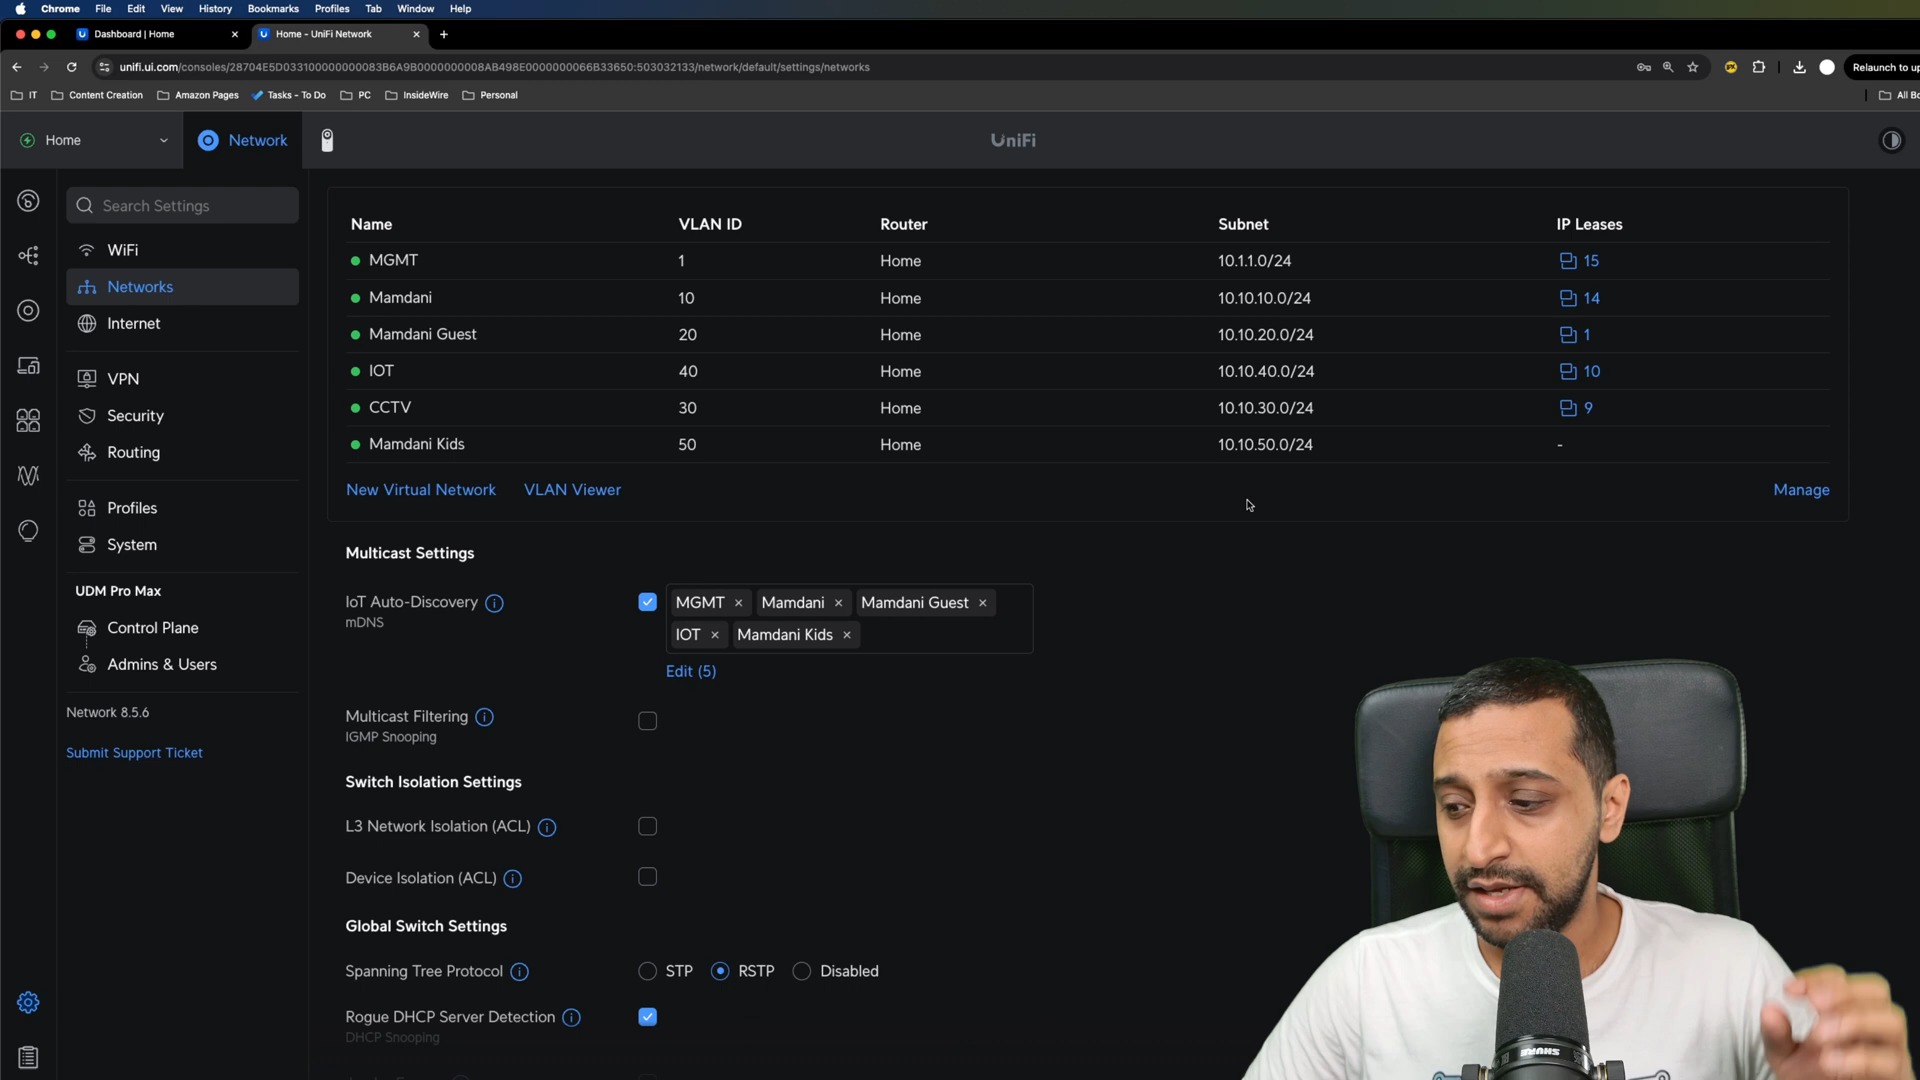 Chrome File Edit View History Bookmarks Profiles Tab Window Help
Dashboard | Home
Home - UniFi Network
unifi.ui.com/consoles/28704E5D033100000000083B6A9B0000000008AB498E0000000066B33650:503032133/network/default/settings/networks
Relaunch to up
IT Content Creation Amazon Pages Tasks - To Do PC InsideWire Personal
All Bo
Home Network UniFi
Search Settings
WiFi
Networks
Internet
VPN
Security
Routing
Profiles
System
UDM Pro Max
Control Plane
Admins & Users
Network 8.5.6
Submit Support Ticket
Name VLAN ID Router Subnet IP Leases
MGMT 1 Home 10.1.1.0/24 15
Mamdani 10 Home 10.10.10.0/24 14
Mamdani Guest 20 Home 10.10.20.0/24 1
IOT 40 Home 10.10.40.0/24 10
CCTV 30 Home 10.10.30.0/24 9
Mamdani Kids 50 Home 10.10.50.0/24 -
New Virtual Network VLAN Viewer Manage
Multicast Settings
IoT Auto-Discovery
mDNS
MGMT Mamdani Mamdani Guest
IOT Mamdani Kids
Edit (5)
Multicast Filtering
IGMP Snooping
Switch Isolation Settings
L3 Network Isolation (ACL)
Device Isolation (ACL)
Global Switch Settings
Spanning Tree Protocol STP RSTP Disabled
Rogue DHCP Server Detection
DHCP Snooping
SHURE